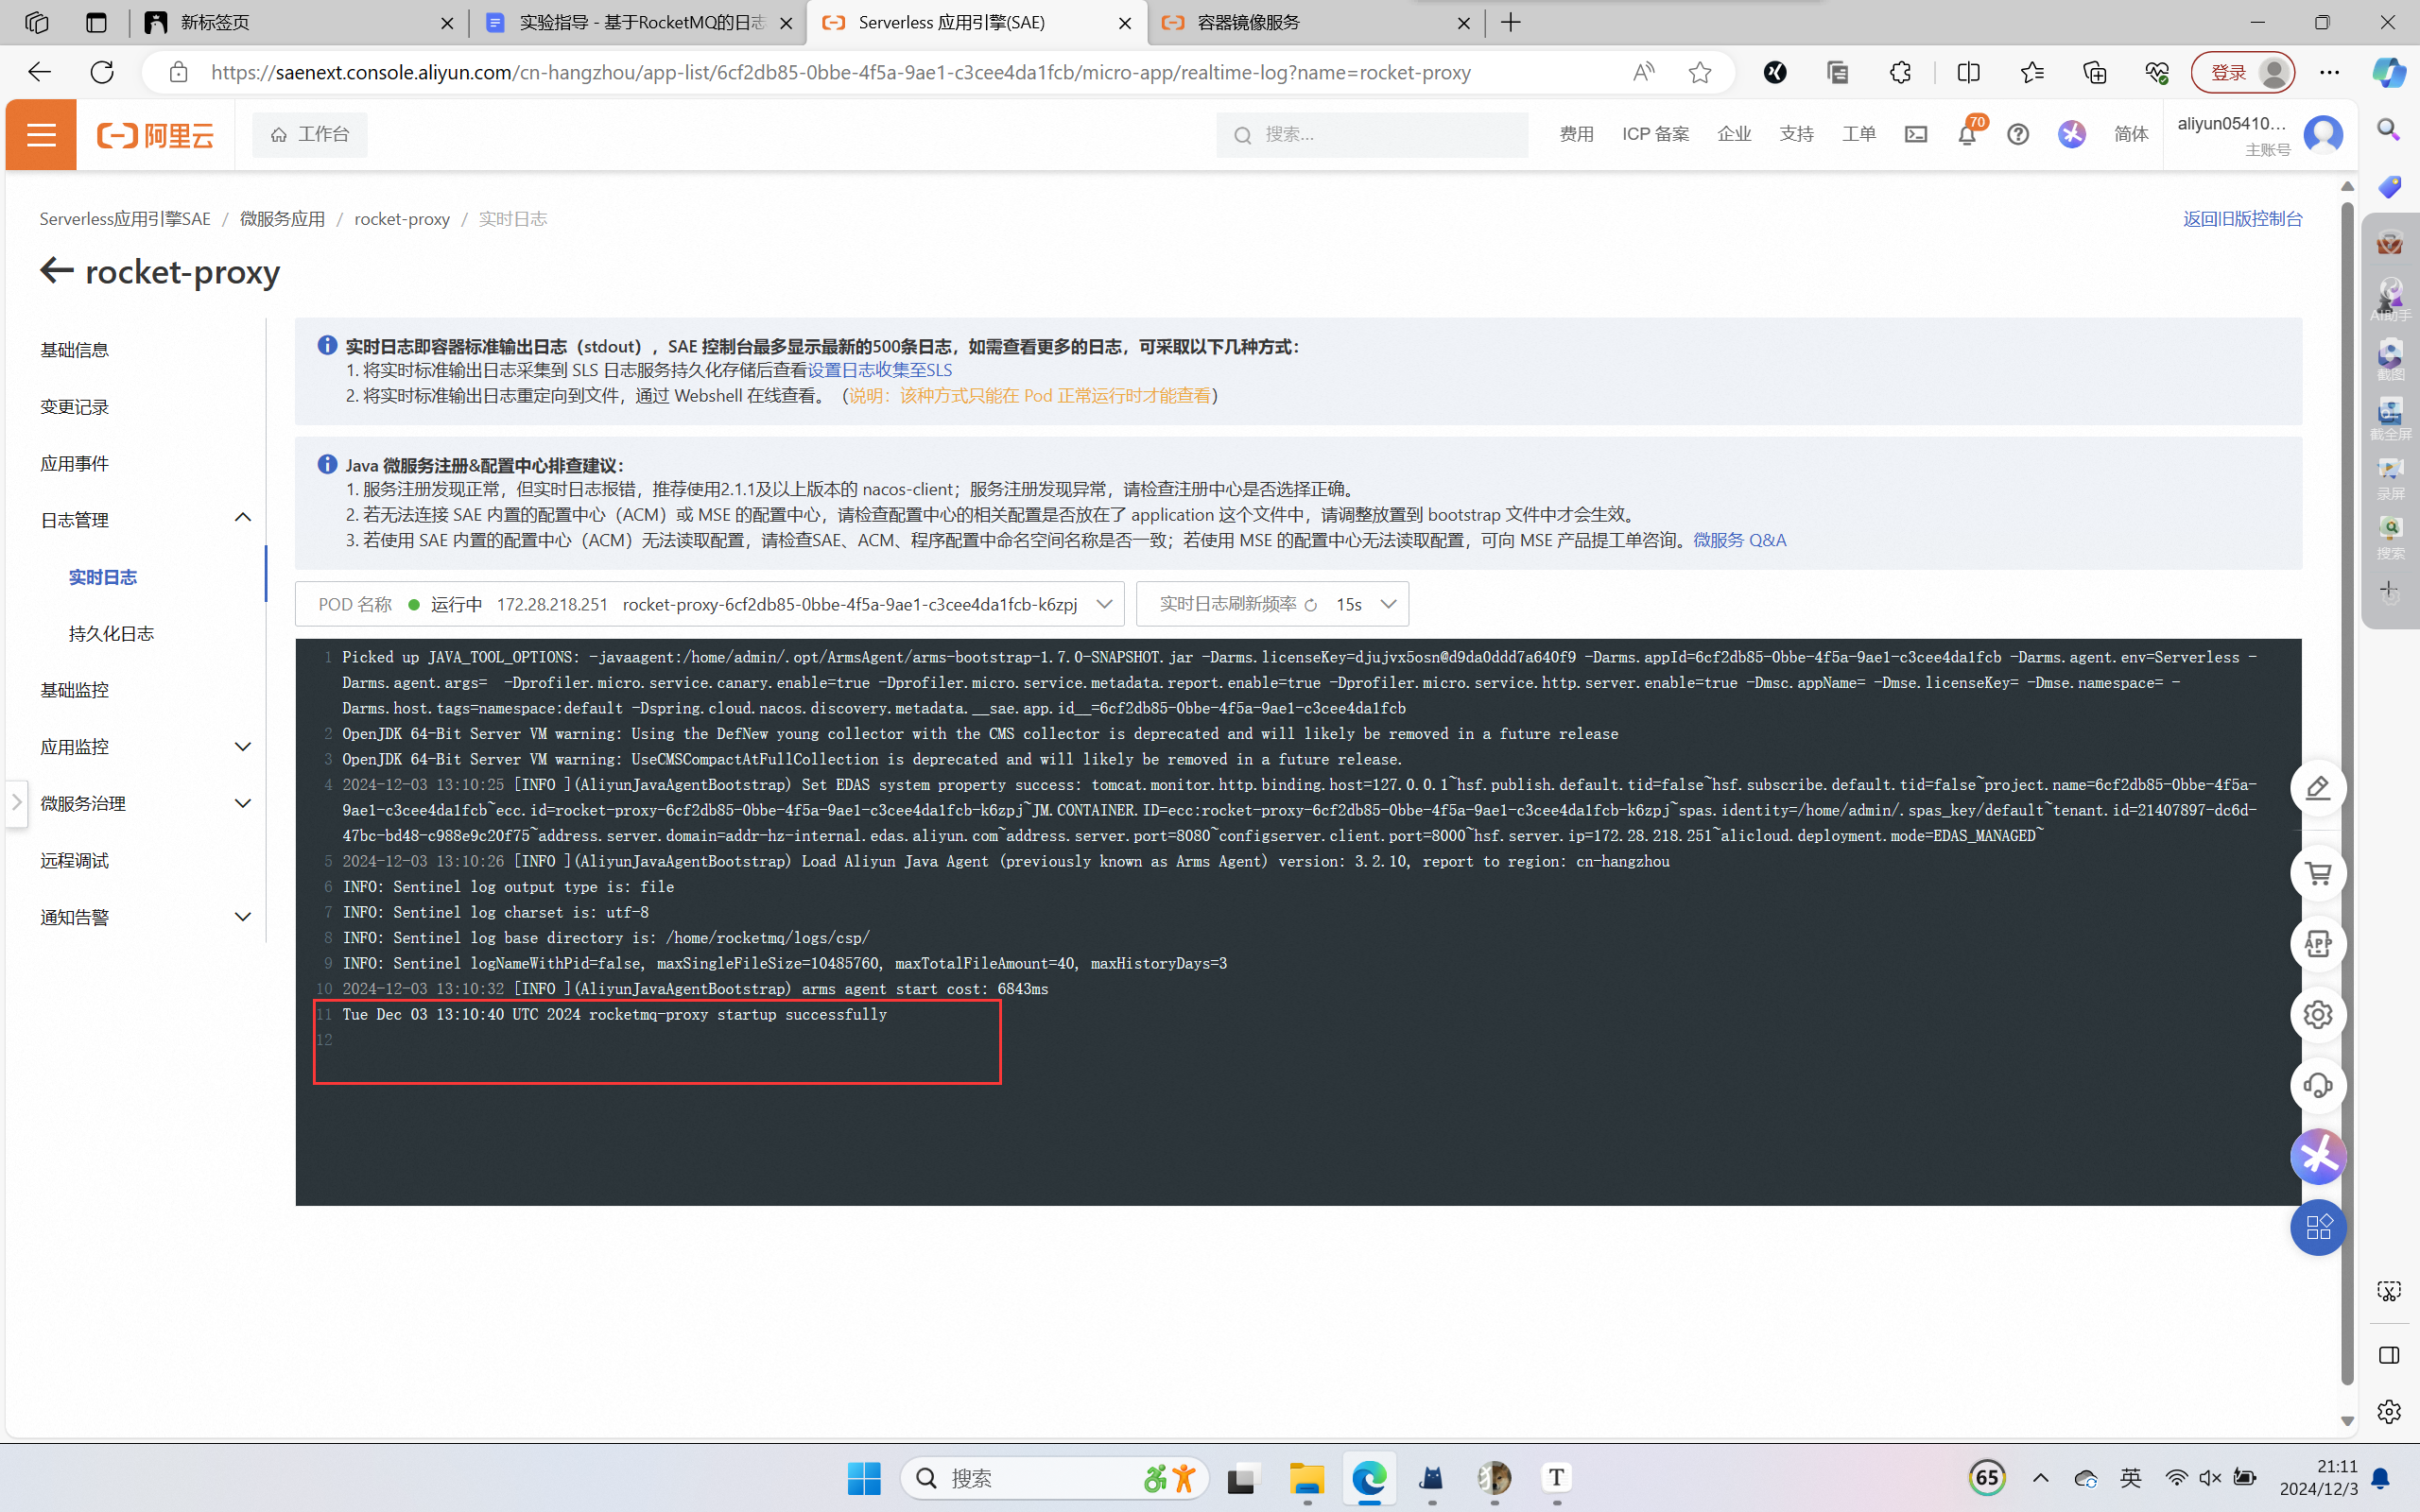 新标签页
实验指导 - 基于RocketMQ的日志
Serverless 应用引擎(SAE)
容器镜像服务
https://saenext.console.aliyun.com/cn-hangzhou/app-list/6cf2db85-0bbe-4f5a-9ae1-c3cee4da1fcb/micro-app/realtime-log?name=rocket-proxy
登录
阿里云
工作台
搜索...
费用
ICP 备案
企业
支持
工单
70
简体
aliyun05410...
主账号
Serverless应用引擎SAE / 微服务应用 / rocket-proxy / 实时日志
返回旧版控制台
rocket-proxy
基础信息
变更记录
应用事件
日志管理
实时日志
持久化日志
基础监控
应用监控
微服务治理
远程调试
通知告警
实时日志即容器标准输出日志（stdout），SAE 控制台最多显示最新的500条日志，如需查看更多的日志，可采取以下几种方式：
1. 将实时标准输出日志采集到 SLS 日志服务持久化存储后查看设置日志收集至SLS
2. 将实时标准输出日志重定向到文件，通过 Webshell 在线查看。（说明：该种方式只能在 Pod 正常运行时才能查看）
Java 微服务注册&配置中心排查建议：
1. 服务注册发现正常，但实时日志报错，推荐使用2.1.1及以上版本的 nacos-client；服务注册发现异常，请检查注册中心是否选择正确。
2. 若无法连接 SAE 内置的配置中心（ACM）或 MSE 的配置中心，请检查配置中心的相关配置是否放在了 application 这个文件中，请调整放置到 bootstrap 文件中才会生效。
3. 若使用 SAE 内置的配置中心（ACM）无法读取配置，请检查SAE、ACM、程序配置中命名空间名称是否一致；若使用 MSE 的配置中心无法读取配置，可向 MSE 产品提工单咨询。微服务 Q&A
POD 名称 运行中 172.28.218.251 rocket-proxy-6cf2db85-0bbe-4f5a-9ae1-c3cee4da1fcb-k6zpj
实时日志刷新频率 15s
1 Picked up JAVA_TOOL_OPTIONS: -javaagent:/home/admin/.opt/ArmsAgent/arms-bootstrap-1.7.0-SNAPSHOT.jar -Darms.licenseKey=djujvx5osn@d9da0ddd7a640f9 -Darms.appId=6cf2db85-0bbe-4f5a-9ae1-c3cee4da1fcb -Darms.agent.env=Serverless -
Darms.agent.args= -Dprofiler.micro.service.canary.enable=true -Dprofiler.micro.service.metadata.report.enable=true -Dprofiler.micro.service.http.server.enable=true -Dmsc.appName= -Dmse.licenseKey= -Dmse.namespace= -
Darms.host.tags=namespace:default -Dspring.cloud.nacos.discovery.metadata.__sae.app.id__=6cf2db85-0bbe-4f5a-9ae1-c3cee4da1fcb
2 OpenJDK 64-Bit Server VM warning: Using the DefNew young collector with the CMS collector is deprecated and will likely be removed in a future release
3 OpenJDK 64-Bit Server VM warning: UseCMSCompactAtFullCollection is deprecated and will likely be removed in a future release.
4 2024-12-03 13:10:25 [INFO ](AliyunBootstrap) Set EDAS system property success: tomcat.monitor.http.binding.host=127.0.0.1~hsf.publish.default.tid=false~hsf.subscribe.default.tid=false~project.name=6cf2db85-0bbe-4f5a-
9ae1-c3cee4da1fcb~ecc.id=rocket-proxy-6cf2db85-0bbe-4f5a-9ae1-c3cee4da1fcb-k6zpj~JM.CONTAINER.ID=ecc:rocket-proxy-6cf2db85-0bbe-4f5a-9ae1-c3cee4da1fcb-k6zpj~spas.identity=/home/admin/.spas_key/default~tenant.id=21407897-dc6d-
47bc-bd48-c988e9c20f75~address.server.domain=addr-hz-internal.edas.aliyun.com~address.server.port=8080~configserver.client.port=8000~hsf.server.ip=172.28.218.251~alicloud.deployment.mode=EDAS_MANAGED~
5 2024-12-03 13:10:26 [INFO ](AliyunJavaAgentBootstrap) Load Aliyun Java Agent (previously known as Arms Agent) version: 3.2.10, report to region: cn-hangzhou
6 INFO: Sentinel log output type is: file
7 INFO: Sentinel log charset is: utf-8
8 INFO: Sentinel log base directory is: /home/rocketmq/logs/csp/
9 INFO: Sentinel logNameWithPid=false, maxSingleFileSize=10485760, maxTotalFileAmount=40, maxHistoryDays=3
10 2024-12-03 13:10:32 [INFO ](AliyunJavaAgentBootstrap) arms agent start cost: 6843ms
11 Tue Dec 03 13:10:40 UTC 2024 rocketmq-proxy startup successfully
12
AI助手
截图
截全屏
录屏
搜索
APP
搜索
65
英
21:11
2024/12/3